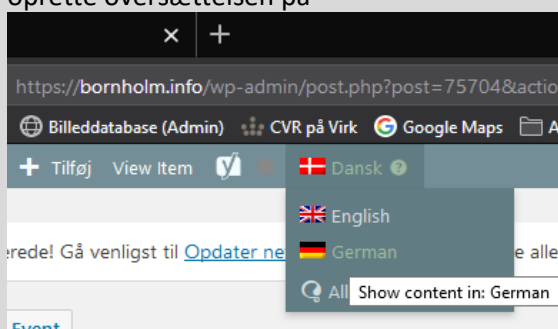 oprette oversættelsen på
× +
https://bornholm.info/wp-admin/post.php?post=75704&actio
Billeddatabase (Admin) CVR på Virk G Google Maps A
+ Tilføj View Item Dansk ?
English
erede! Gå venligst til Opdater ne German e alle
All Show content in: German
Event